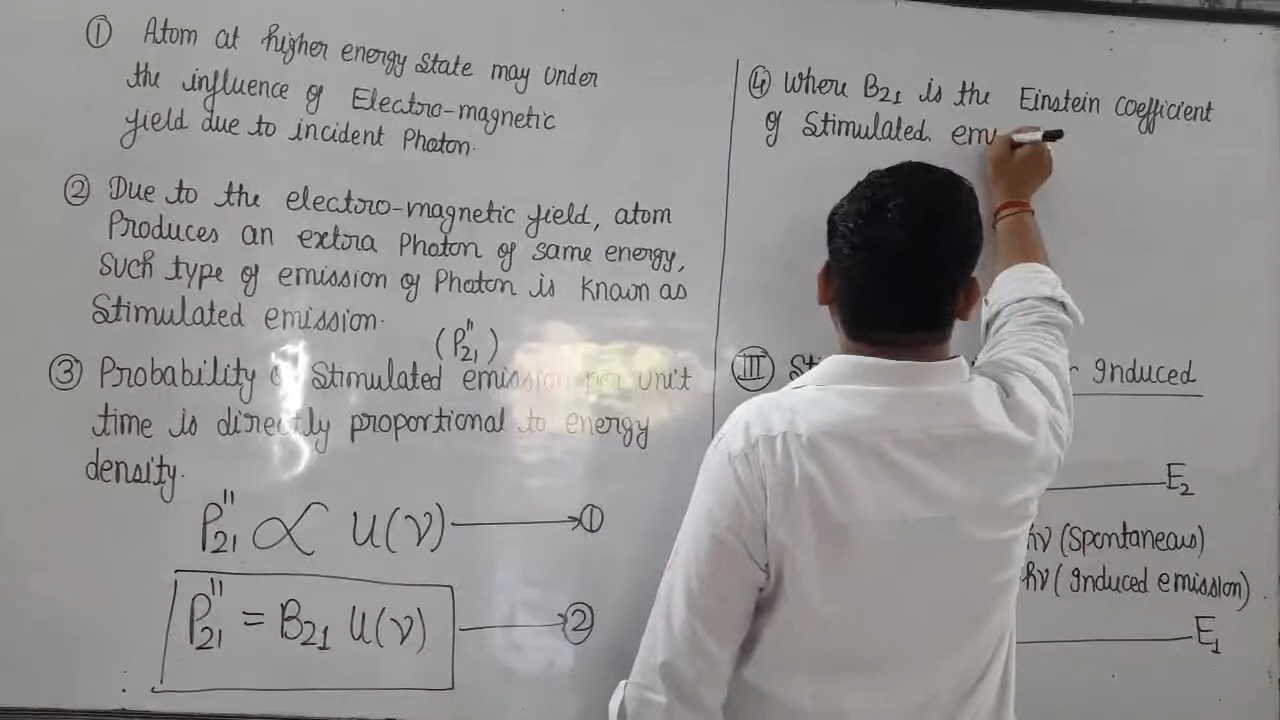 ① Atom at higher energy state may under
the influence of Electro-magnetic
field due to incident Photon.
② Due to the electro-magnetic field, atom
Produces an extra Photon of same energy,
such type of emission of Photon is known as
Stimulated emission.
(P₂₁")
③ Probability of Stimulated emission per unit
time is directly proportional to energy
density.
P₂₁" ∝ u(ν) → ①
P₂₁" = B₂₁ u(ν) → ②
④ Where B₂₁ is the Einstein coefficient
of Stimulated. em
III St Induced
E₂
hν (Spontaneous)
hν (Induced emission)
E₁